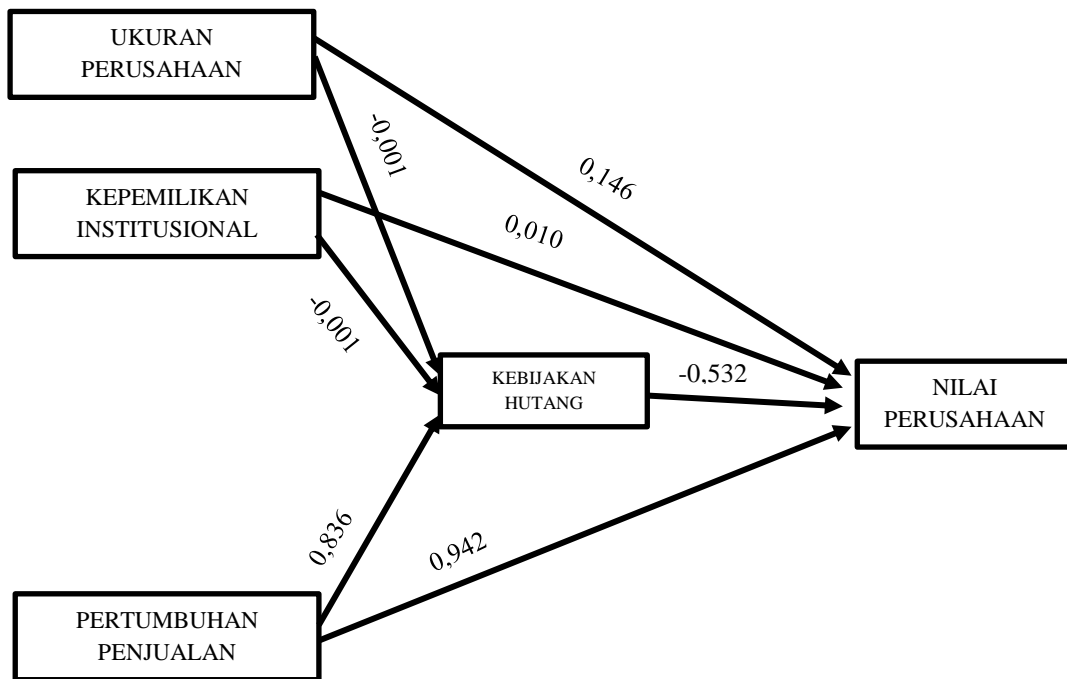 UKURAN
PERUSAHAAN
-0,001
0,146
KEPEMILIKAN
INSTITUSIONAL
0,010
-0,001
KEBIJAKAN
HUTANG
-0,532
NILAI
PERUSAHAAN
0,836
0,942
PERTUMBUHAN
PENJUALAN